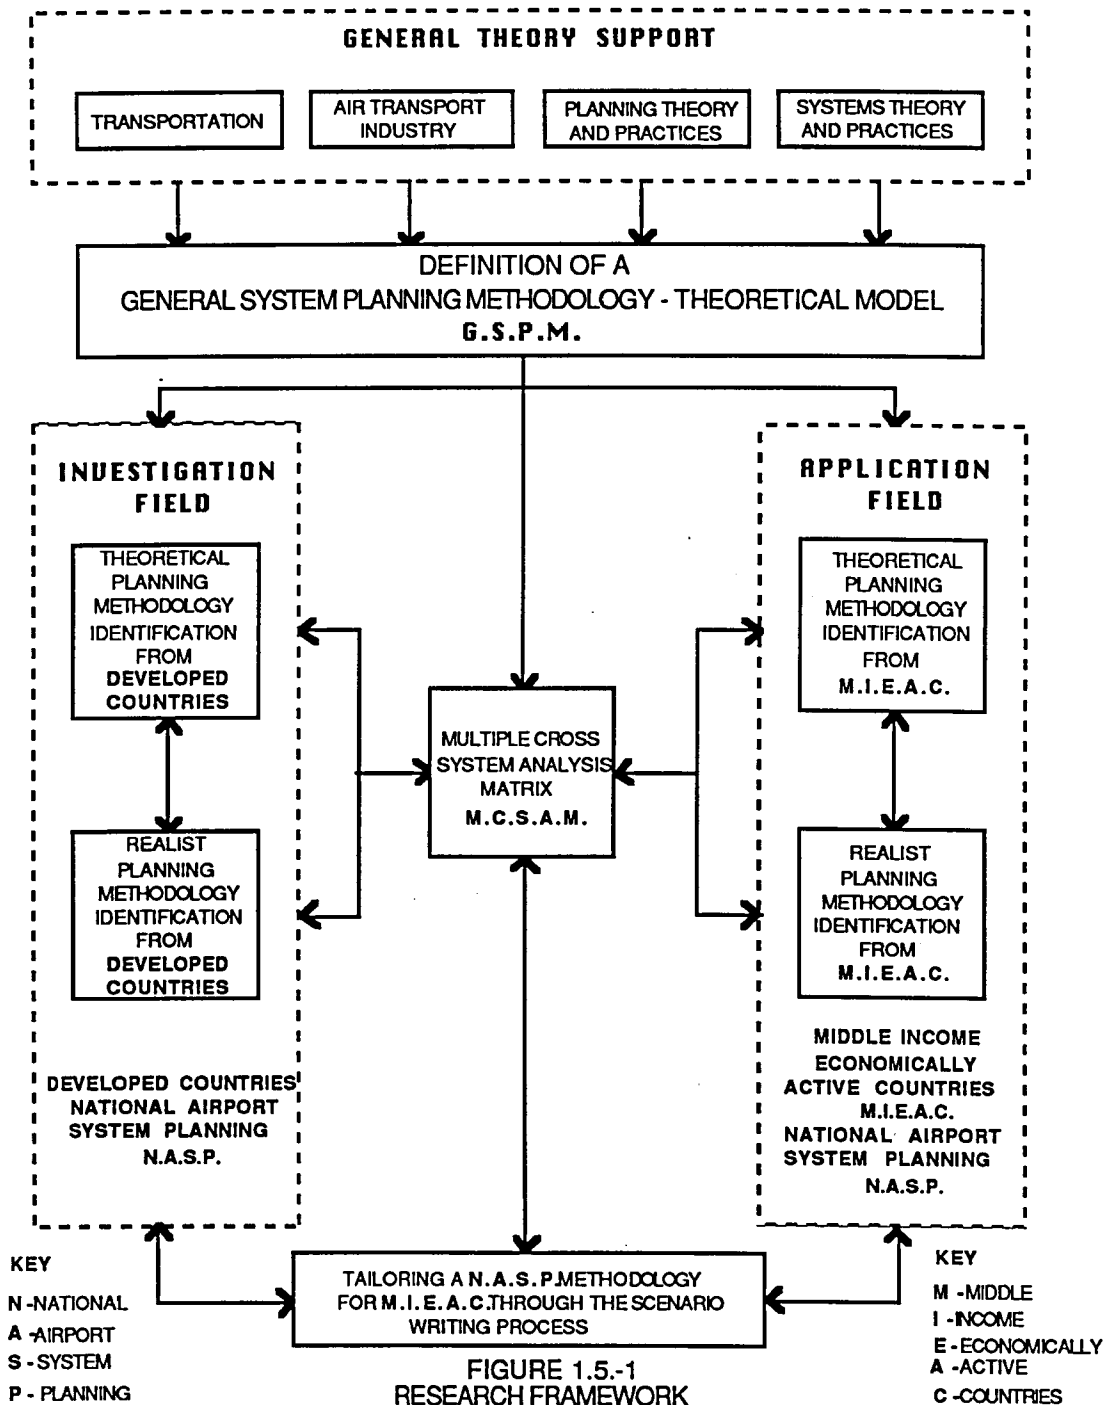 GENERAL THEORY SUPPORT
TRANSPORTATION
AIR TRANSPORT
INDUSTRY
PLANNING THEORY
AND PRACTICES
SYSTEMS THEORY
AND PRACTICES
DEFINITION OF A
GENERAL SYSTEM PLANNING METHODOLOGY - THEORETICAL MODEL
G.S.P.M.
INVESTIGATION
FIELD
THEORETICAL
PLANNING
METHODOLOGY
IDENTIFICATION
FROM
DEVELOPED
COUNTRIES
REALIST
PLANNING
METHODOLOGY
IDENTIFICATION
FROM
DEVELOPED
COUNTRIES
DEVELOPED COUNTRIES
NATIONAL AIRPORT
SYSTEM PLANNING
N.A.S.P.
MULTIPLE CROSS
SYSTEM ANALYSIS
MATRIX
M.C.S.A.M.
APPLICATION
FIELD
THEORETICAL
PLANNING
METHODOLOGY
IDENTIFICATION
FROM
M.I.E.A.C.
REALIST
PLANNING
METHODOLOGY
IDENTIFICATION
FROM
M.I.E.A.C.
MIDDLE INCOME
ECONOMICALLY
ACTIVE COUNTRIES
M.I.E.A.C.
NATIONAL AIRPORT
SYSTEM PLANNING
N.A.S.P.
TAILORING A N.A.S.P.METHODOLOGY
FOR M.I.E.A.C.THROUGH THE SCENARIO
WRITING PROCESS
KEY
N -NATIONAL
A -AIRPORT
S - SYSTEM
P - PLANNING
KEY
M - MIDDLE
I - INCOME
E - ECONOMICALLY
A - ACTIVE
C - COUNTRIES
FIGURE 1.5.-1
RESEARCH FRAMEWORK